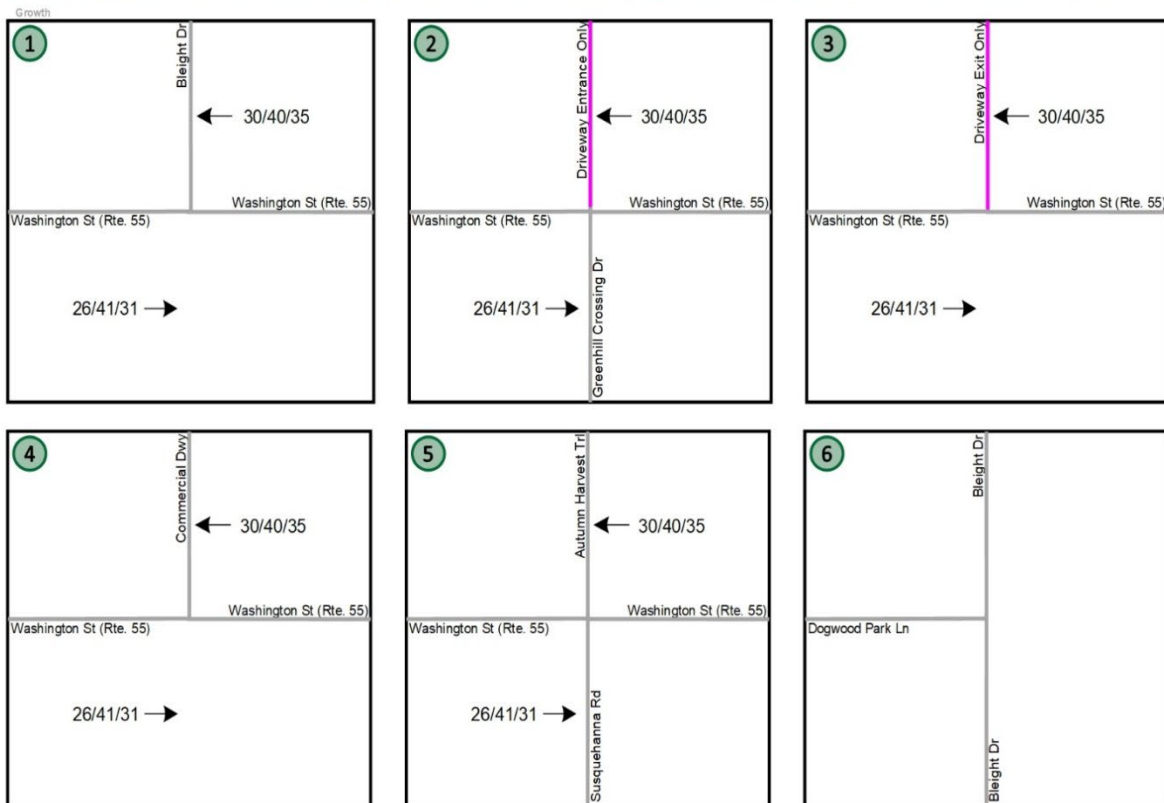 Growth
1
Bleight Dr
30/40/35
Washington St (Rte. 55)
Washington St (Rte. 55)
26/41/31
2
Driveway Entrance Only
30/40/35
Washington St (Rte. 55)
Washington St (Rte. 55)
26/41/31
Greenhill Crossing Dr
3
Driveway Exit Only
30/40/35
Washington St (Rte. 55)
Washington St (Rte. 55)
26/41/31
4
Commercial Dwy
30/40/35
Washington St (Rte. 55)
Washington St (Rte. 55)
26/41/31
5
Autumn Harvest Trl
30/40/35
Washington St (Rte. 55)
Washington St (Rte. 55)
26/41/31
Susquehanna Rd
6
Bleight Dr
Dogwood Park Ln
Bleight Dr